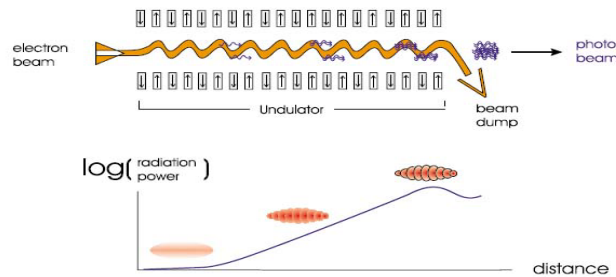 electron
beam
photo
beam
Undulator
beam
dump
log( radiation
power )
distance